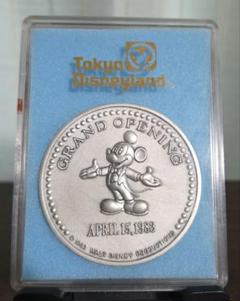 Tokyo
Disneyland
GRAND OPENING
APRIL 15, 1983
WALT DISNEY PRODUCTIONS